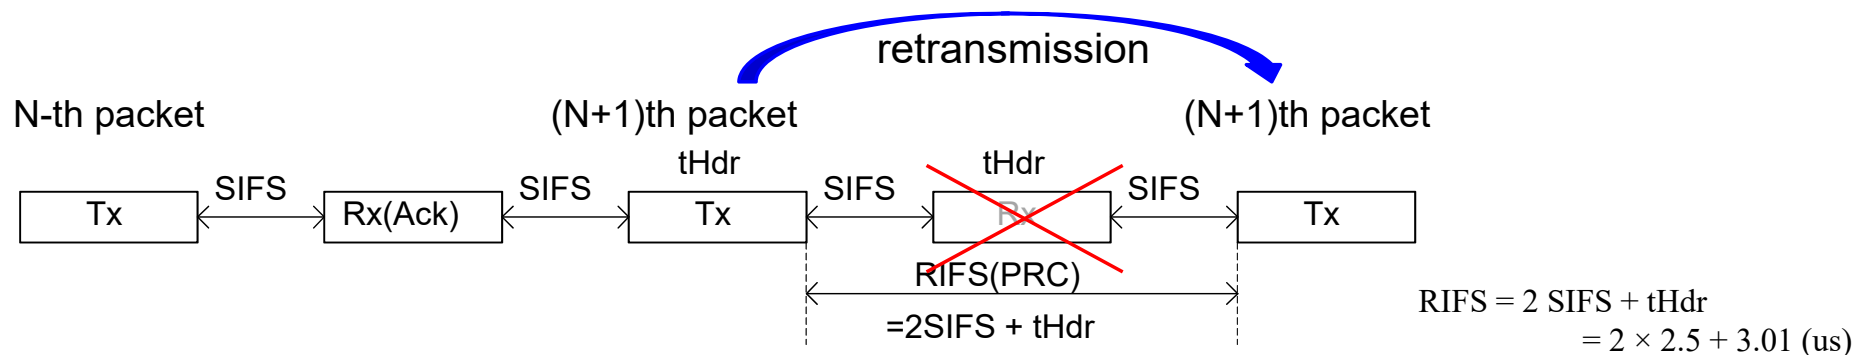 retransmission
N-th packet
(N+1)th packet
(N+1)th packet
tHdr
tHdr
SIFS
SIFS
SIFS
SIFS
Tx
Rx(Ack)
Tx
Rx
Tx
RIFS(PRC)
=2SIFS + tHdr
RIFS = 2 SIFS + tHdr
= 2 × 2.5 + 3.01 (us)